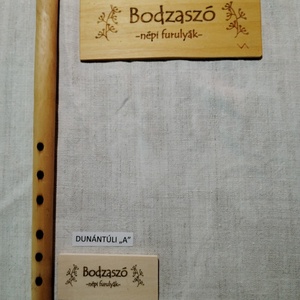 Bodzaszó
-népi furulyák-
DUNÁNTÚLI „A”
Bodzaszó
-népi furulyák-